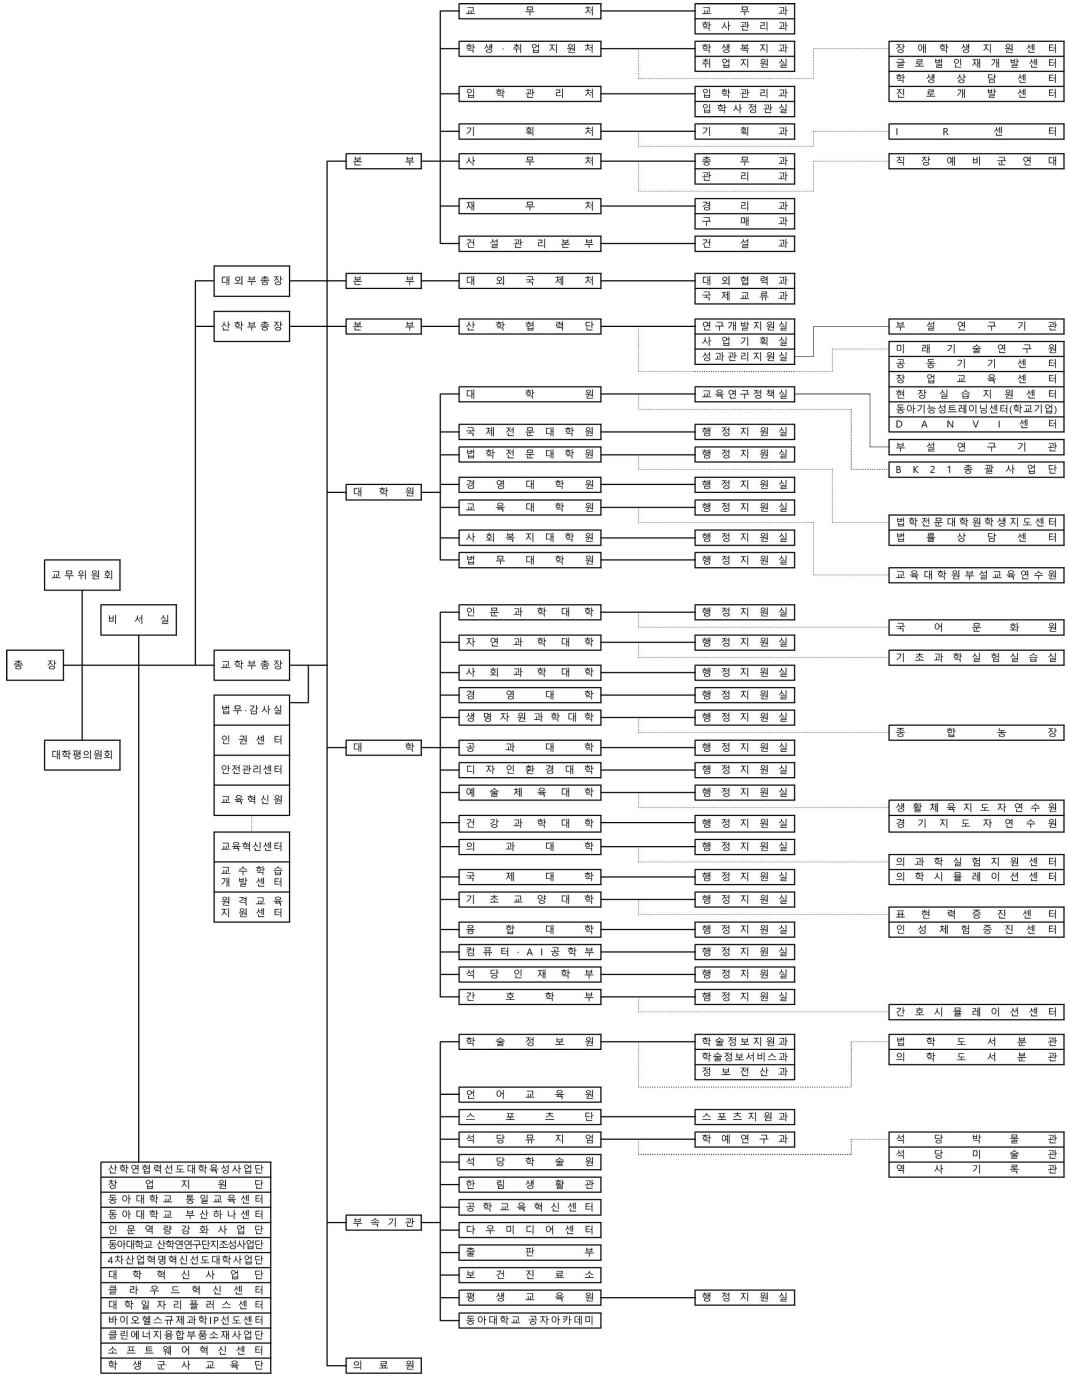 교무처
교무과
학사관리과
학생·취업지원처
학생복지과
취업지원실
장애학생지원센터
글로벌인재개발센터
학생상담센터
진로개발센터
입학관리처
입학관리과
입학사정관실
기획처
기획과
IR센터
본부
사무처
총무과
관리과
직장예비군연대
재무처
경리과
구매과
건설관리본부
건설과
대외부총장
본부
대외국제처
대외협력과
국제교류과
산학부총장
본부
산학협력단
연구개발지원실
사업기획실
성과관리지원실
부설연구기관
미래기술연구원
공동기기센터
창업교육센터
현장실습지원센터
동아기능성트레이닝센터(학교기업)
DANVI센터
대학원
교육연구정책실
부설연구기관
BK21총괄사업단
국제전문대학원
행정지원실
법학전문대학원
행정지원실
법학전문대학원학생지도센터
법률상담센터
대학원
경영대학원
행정지원실
교육대학원
행정지원실
교육대학원부설교육연수원
사회복지대학원
행정지원실
법무대학원
행정지원실
교무위원회
비서실
총장
대학평의원회
교학부총장
법무·감사실
인권센터
안전관리센터
교육혁신원
교육혁신센터
교수학습
개발센터
원격교육
지원센터
대학
인문과학대학
행정지원실
국어문화원
자연과학대학
행정지원실
기초과학실험실습실
사회과학대학
행정지원실
경영대학
행정지원실
생명자원과학대학
행정지원실
종합농장
공과대학
행정지원실
디자인환경대학
행정지원실
예술체육대학
행정지원실
생활체육지도자연수원
경기지도자연수원
건강과학대학
행정지원실
의과대학
행정지원실
의과학실험지원센터
의학시뮬레이션센터
국제대학
행정지원실
기초교양대학
행정지원실
표현력증진센터
인성체험증진센터
융합대학
행정지원실
컴퓨터·AI공학부
행정지원실
석당인재학부
행정지원실
간호학부
행정지원실
간호시뮬레이션센터
부속기관
학술정보원
학술정보지원과
학술정보서비스과
정보전산과
법학도서분관
의학도서분관
언어교육원
스포츠단
스포츠지원과
석당뮤지엄
학예연구과
석당박물관
석당미술관
역사기록관
석당학술원
한림생활관
공학교육혁신센터
다우미디어센터
출판부
보건진료소
평생교육원
행정지원실
동아대학교 공자아카데미
의료원
산학연협력선도대학육성사업단
창업지원단
동아대학교 통일교육센터
동아대학교 부산하나센터
인문역량강화사업단
동아대학교 산학연연구단지조성사업단
4차산업혁명혁신선도대학사업단
대학혁신사업단
클라우드혁신센터
대학일자리플러스센터
바이오헬스규제과학IP선도센터
클린에너지융합부품소재사업단
소프트웨어혁신센터
학생군사교육단